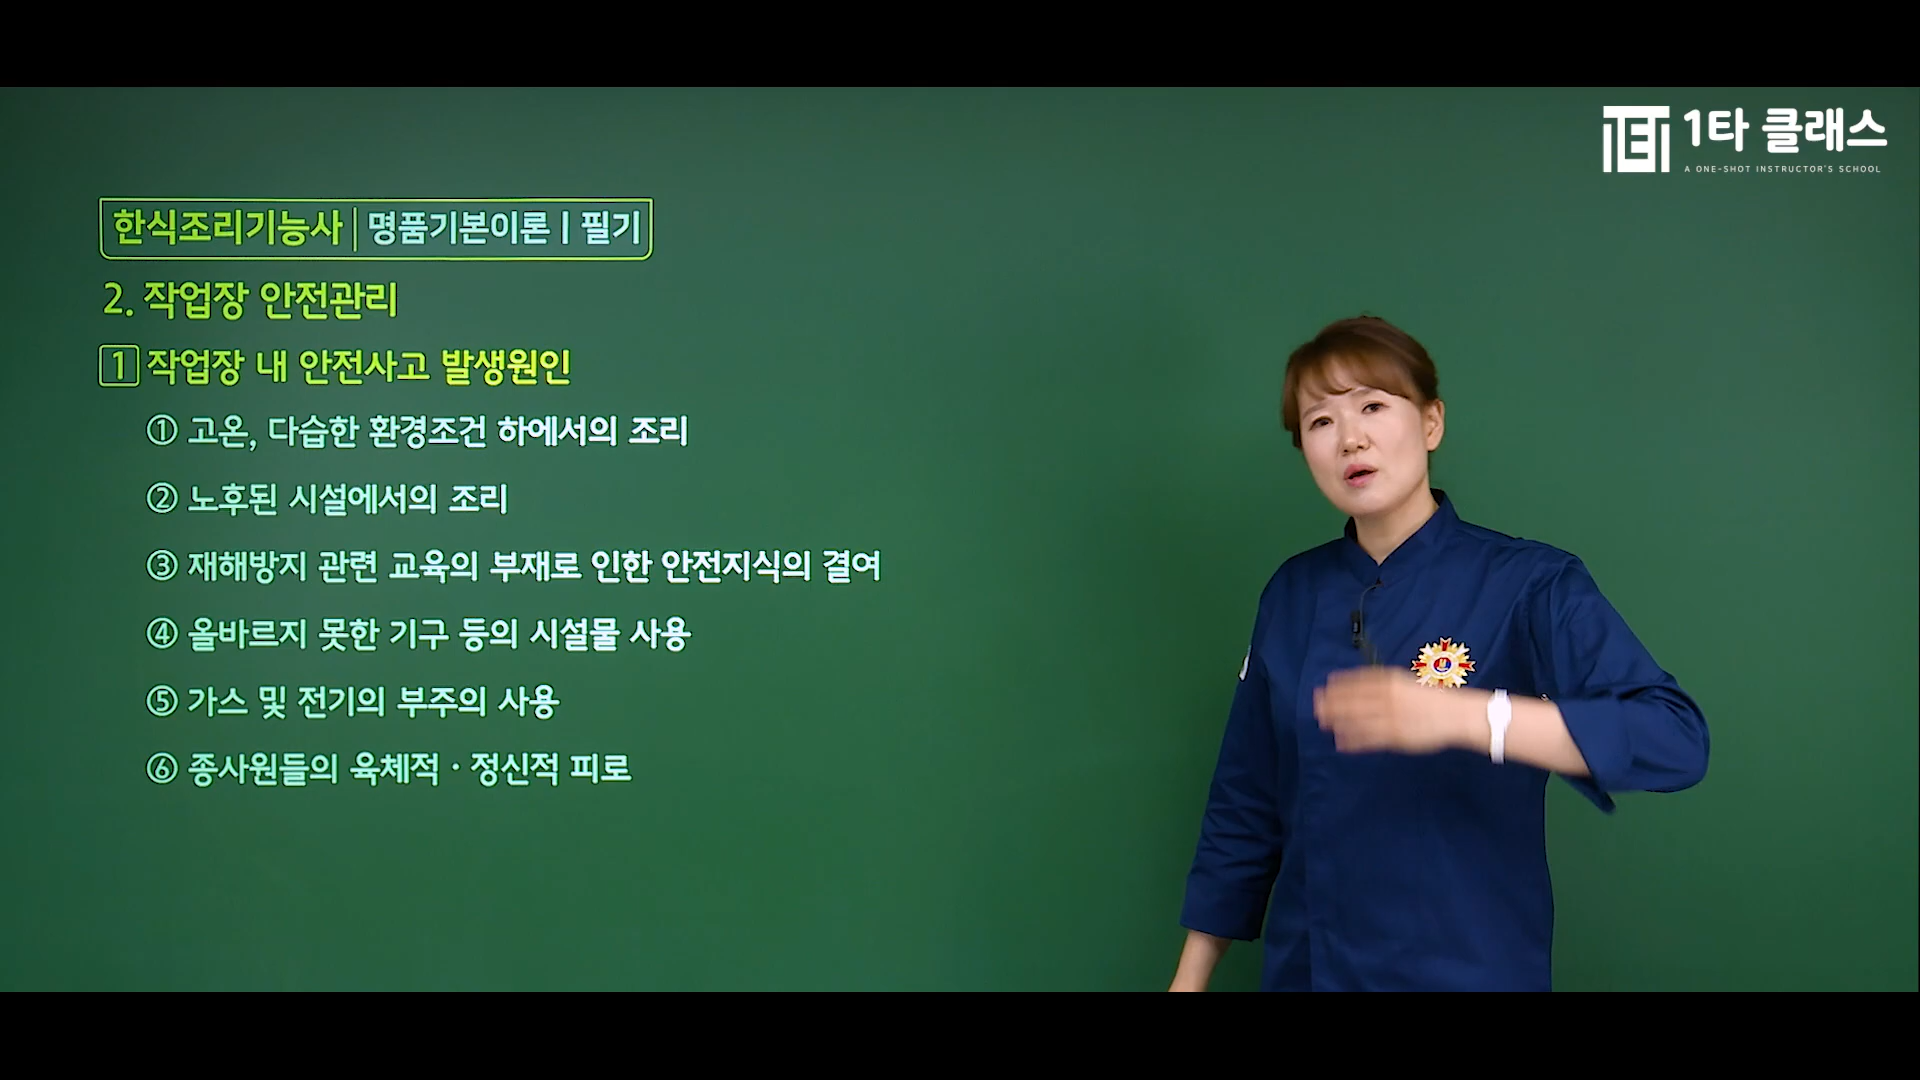 1타 클래스
A ONE-SHOT INSTRUCTOR'S SCHOOL
한식조리기능사 | 명품기본이론 | 필기
2. 작업장 안전관리
1 작업장 내 안전사고 발생원인
① 고온, 다습한 환경조건 하에서의 조리
② 노후된 시설에서의 조리
③ 재해방지 관련 교육의 부재로 인한 안전지식의 결여
④ 올바르지 못한 기구 등의 시설물 사용
⑤ 가스 및 전기의 부주의 사용
⑥ 종사원들의 육체적 · 정신적 피로